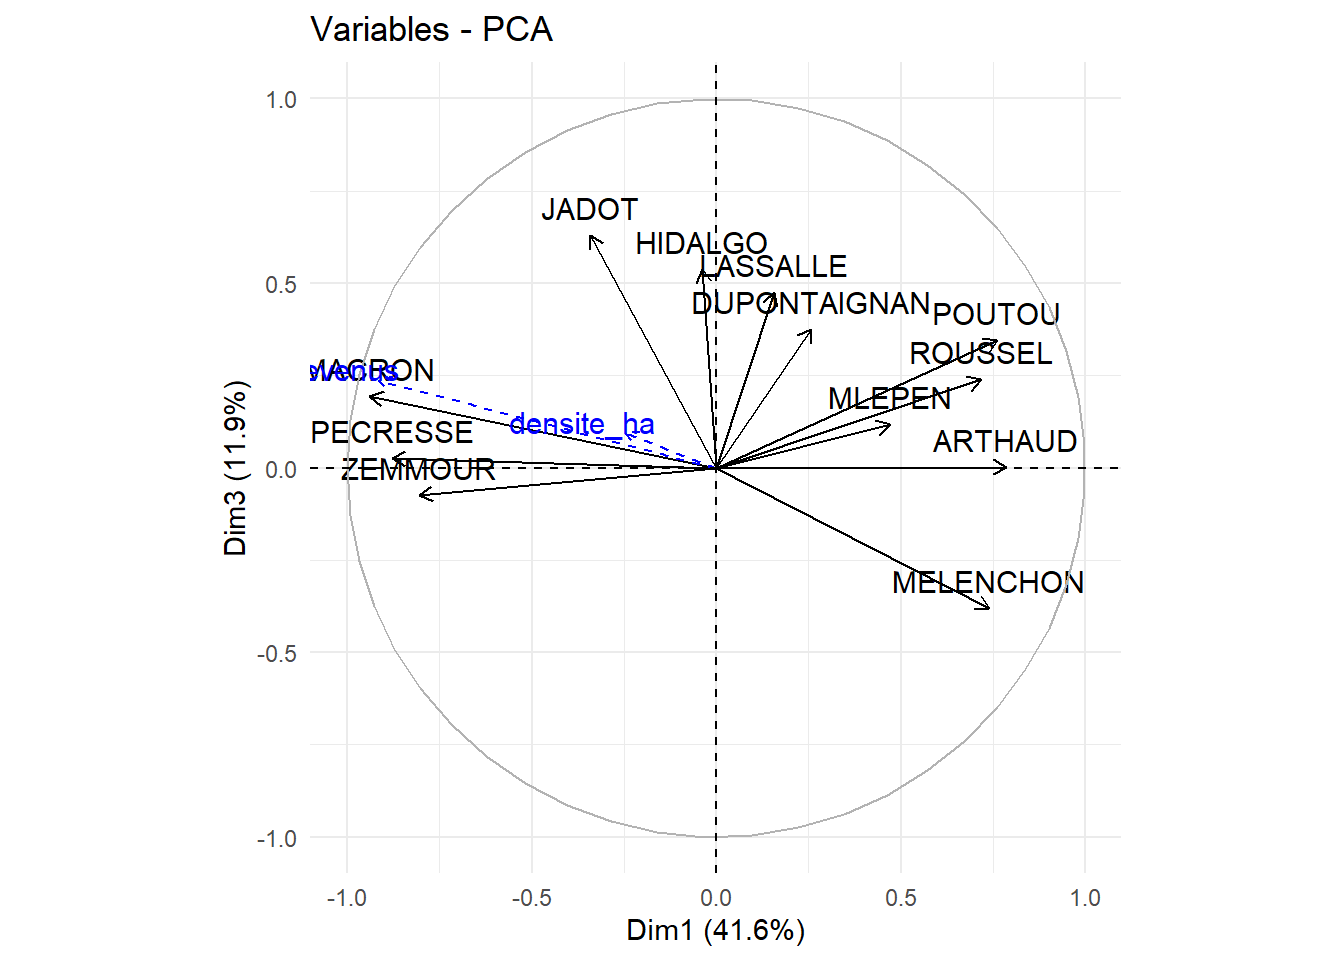 Variables - PCA
1.0
JADOT
HIDALGO
LASSALLE
0.5
DUPONTAIGNAN
POUTOU
ROUSSEL
MACRON
evenus
MLEPEN
densite_ha
PECRESSE
ARTHAUD
0.0
ZEMMOUR
Dim3 (11.9%)
MELENCHON
-0.5
-1.0
-1.0
-0.5
0.0
0.5
1.0
Dim1 (41.6%)